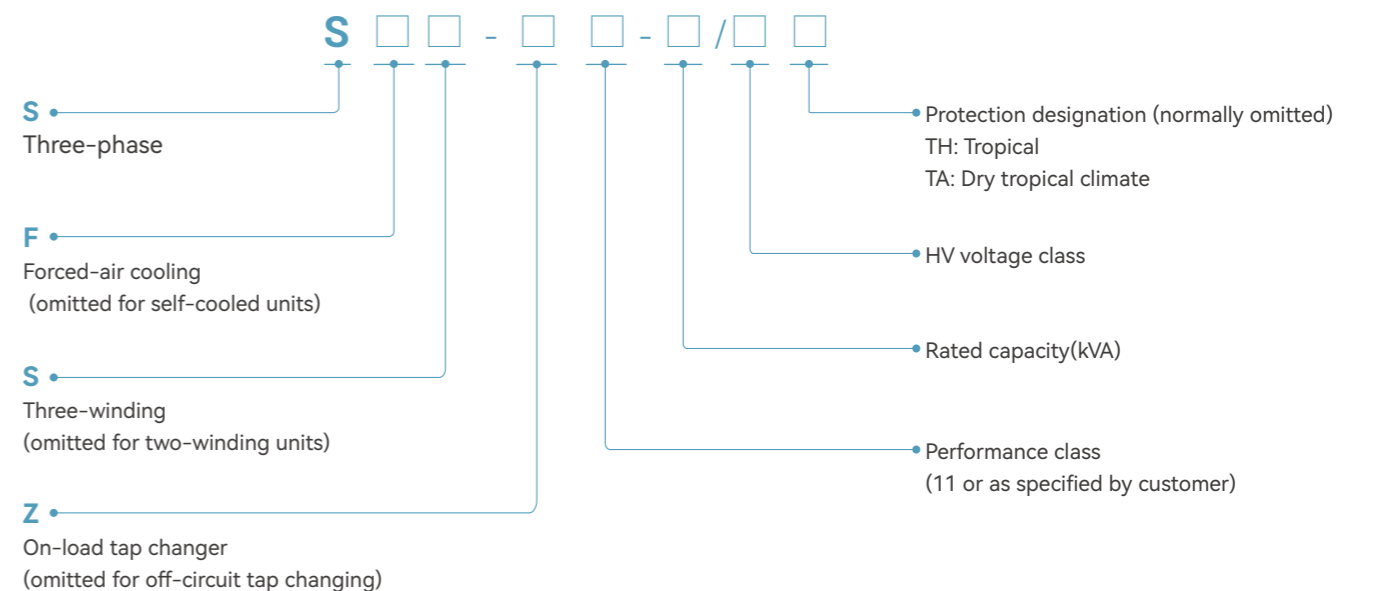 S □ □ - □ □ - □ / □ □
S
Three-phase
F
Forced-air cooling
(omitted for self-cooled units)
S
Three-winding
(omitted for two-winding units)
Z
On-load tap changer
(omitted for off-circuit tap changing)
Protection designation (normally omitted)
TH: Tropical
TA: Dry tropical climate
HV voltage class
Rated capacity(kVA)
Performance class
(11 or as specified by customer)